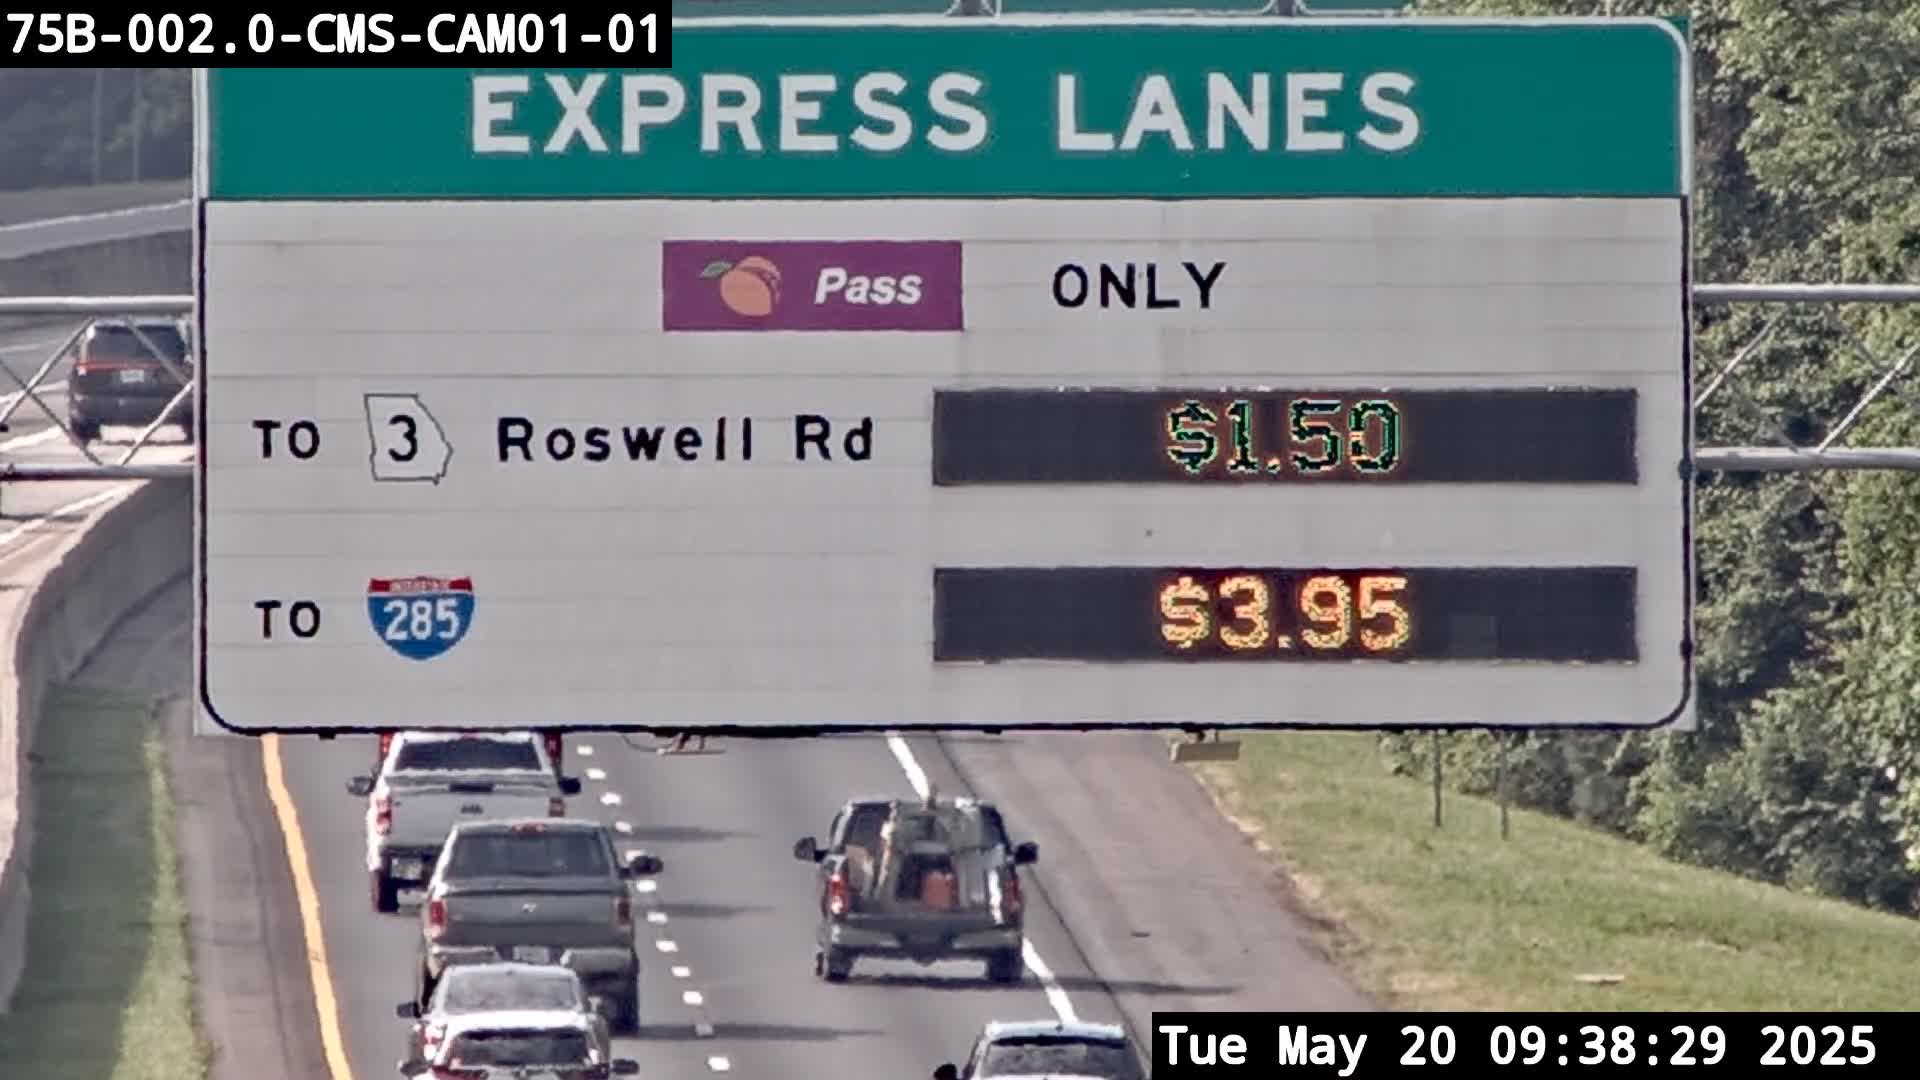 75B-002.0-CMS-CAM01-01
EXPRESS LANES
Pass ONLY
TO 3 Roswell Rd $1.50
TO INTERSTATE 285 $3.95
Tue May 20 09:38:29 2025